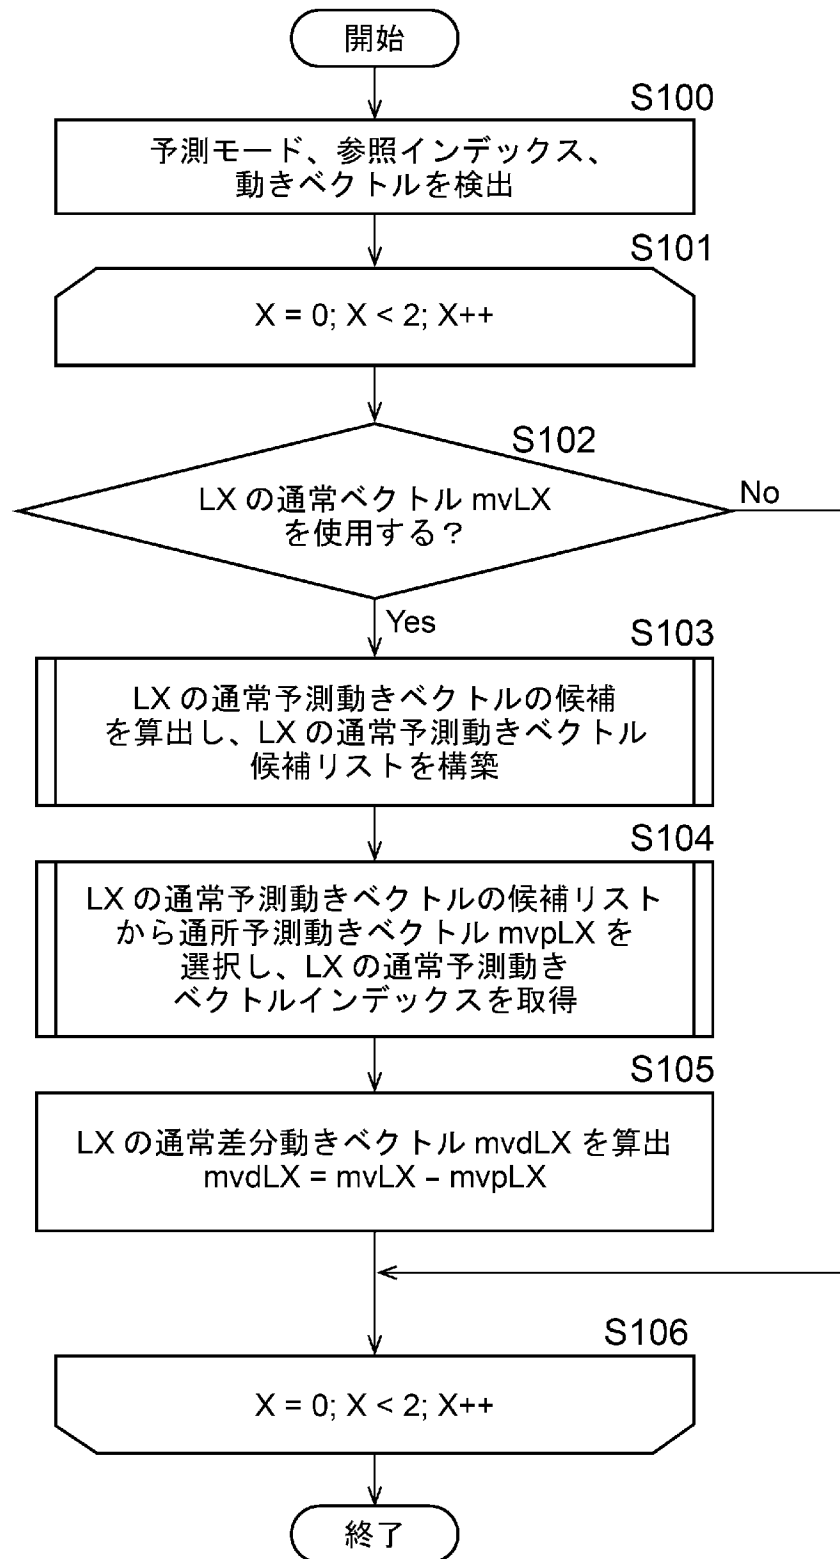 開始
S100
予測モード、参照インデックス、
動きベクトルを検出
S101
X = 0; X < 2; X++
S102
LX の通常ベクトル mvLX
を使用する？
No
Yes
S103
LX の通常予測動きベクトルの候補
を算出し、LX の通常予測動きベクトル
候補リストを構築
S104
LX の通常予測動きベクトルの候補リスト
から通所予測動きベクトル mvpLX を
選択し、LX の通常予測動き
ベクトルインデックスを取得
S105
LX の通常差分動きベクトル mvdLX を算出
mvdLX = mvLX – mvpLX
S106
X = 0; X < 2; X++
終了